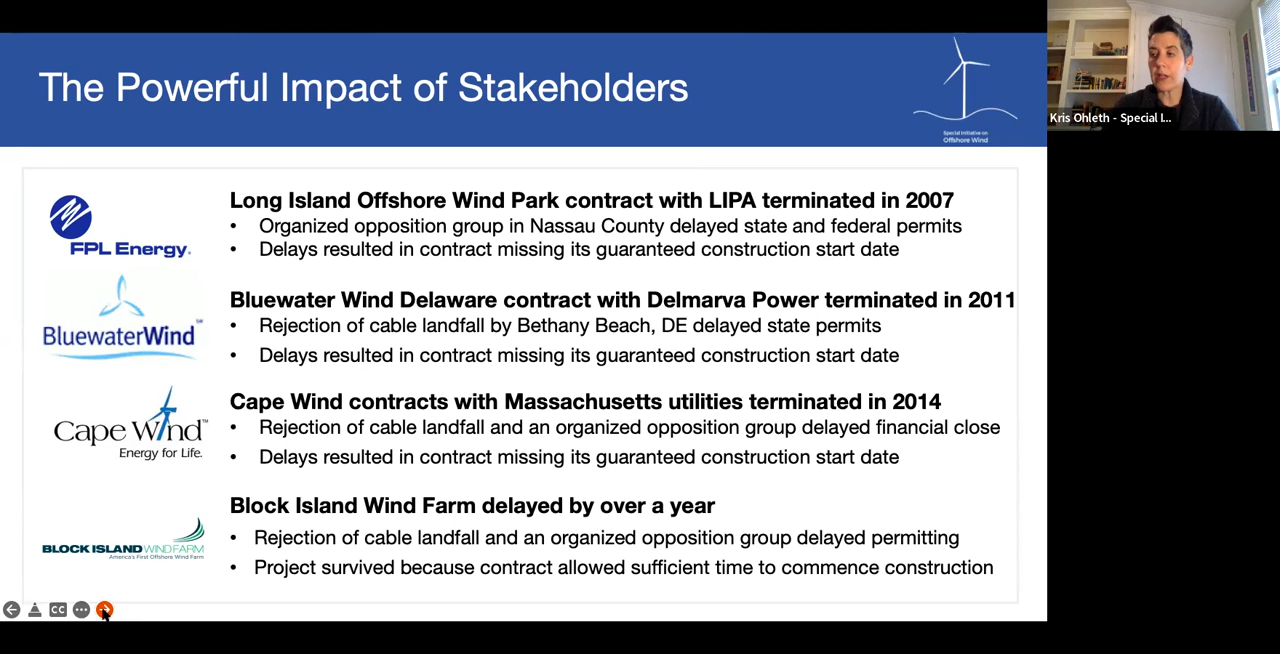 The Powerful Impact of Stakeholders
Special Initiative on
Offshore Wind
Kris Ohleth - Special I...
FPL Energy.
Long Island Offshore Wind Park contract with LIPA terminated in 2007
• Organized opposition group in Nassau County delayed state and federal permits
• Delays resulted in contract missing its guaranteed construction start date
BluewaterWind℠
Bluewater Wind Delaware contract with Delmarva Power terminated in 2011
• Rejection of cable landfall by Bethany Beach, DE delayed state permits
• Delays resulted in contract missing its guaranteed construction start date
Cape Wind™
Energy for Life.
Cape Wind contracts with Massachusetts utilities terminated in 2014
• Rejection of cable landfall and an organized opposition group delayed financial close
• Delays resulted in contract missing its guaranteed construction start date
BLOCK ISLAND WIND FARM
America's First Offshore Wind Farm
Block Island Wind Farm delayed by over a year
• Rejection of cable landfall and an organized opposition group delayed permitting
• Project survived because contract allowed sufficient time to commence construction
CC